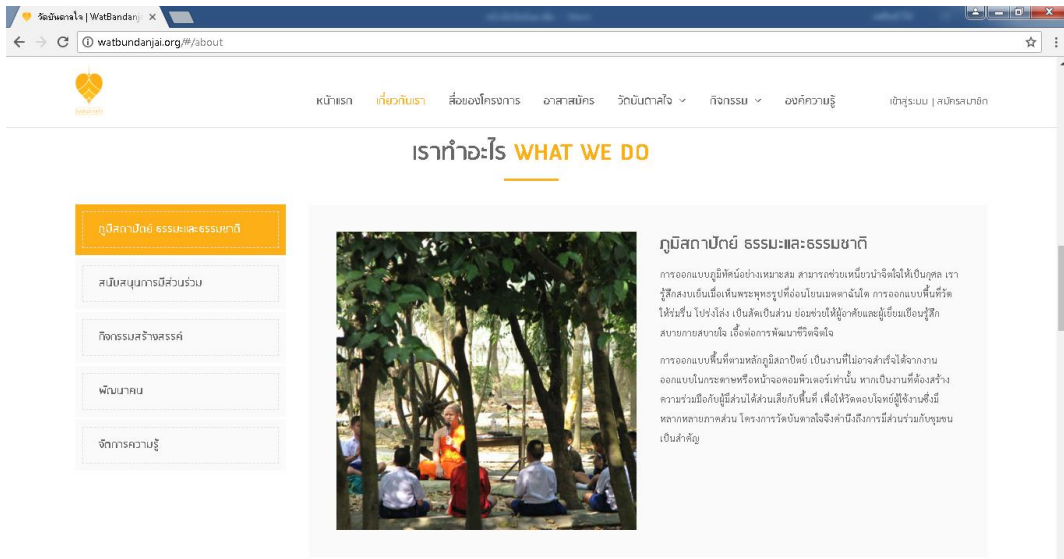 วัดบันดาลใจ | WatBandanj
watbundanjai.org/#/about
หน้าแรก เกี่ยวกับเรา สื่อของโครงการ อาสาสมัคร วัดบันดาลใจ กิจกรรม องค์ความรู้ เข้าสู่ระบบ | สมัครสมาชิก
เราทำอะไร WHAT WE DO
ภูมิสถาปัตย์ ธรรมะและธรรมชาติ
สนับสนุนการมีส่วนร่วม
กิจกรรมสร้างสรรค์
พัฒนาคน
จัดการความรู้
ภูมิสถาปัตย์ ธรรมะและธรรมชาติ
การออกแบบภูมิทัศน์อย่างเหมาะสม สามารถช่วยเหนี่ยวนำจิตใจให้เป็นกุศล เรา
รู้สึกสงบเย็นเมื่อเห็นพระพุทธรูปที่อ่อนโยนเมตตาฉันใด การออกแบบพื้นที่วัด
ให้ร่มรื่น โปร่งโล่ง เป็นสัดเป็นส่วน ย่อมช่วยให้ผู้อาศัยและผู้เยี่ยมเยือนรู้สึก
สบายกายสบายใจ เอื้อต่อการพัฒนาชีวิตจิตใจ
การออกแบบพื้นที่ตามหลักภูมิสถาปัตย์ เป็นงานที่ไม่อาจสำเร็จได้จากงาน
ออกแบบในกระดาษหรือหน้าจอคอมพิวเตอร์เท่านั้น หากเป็นงานที่ต้องสร้าง
ความร่วมมือกับผู้มีส่วนได้ส่วนเสียกับพื้นที่ เพื่อให้วัดตอบโจทย์ผู้ใช้งานซึ่งมี
หลากหลายภาคส่วน โครงการวัดบันดาลใจจึงคำนึงถึงการมีส่วนร่วมกับชุมชน
เป็นสำคัญ